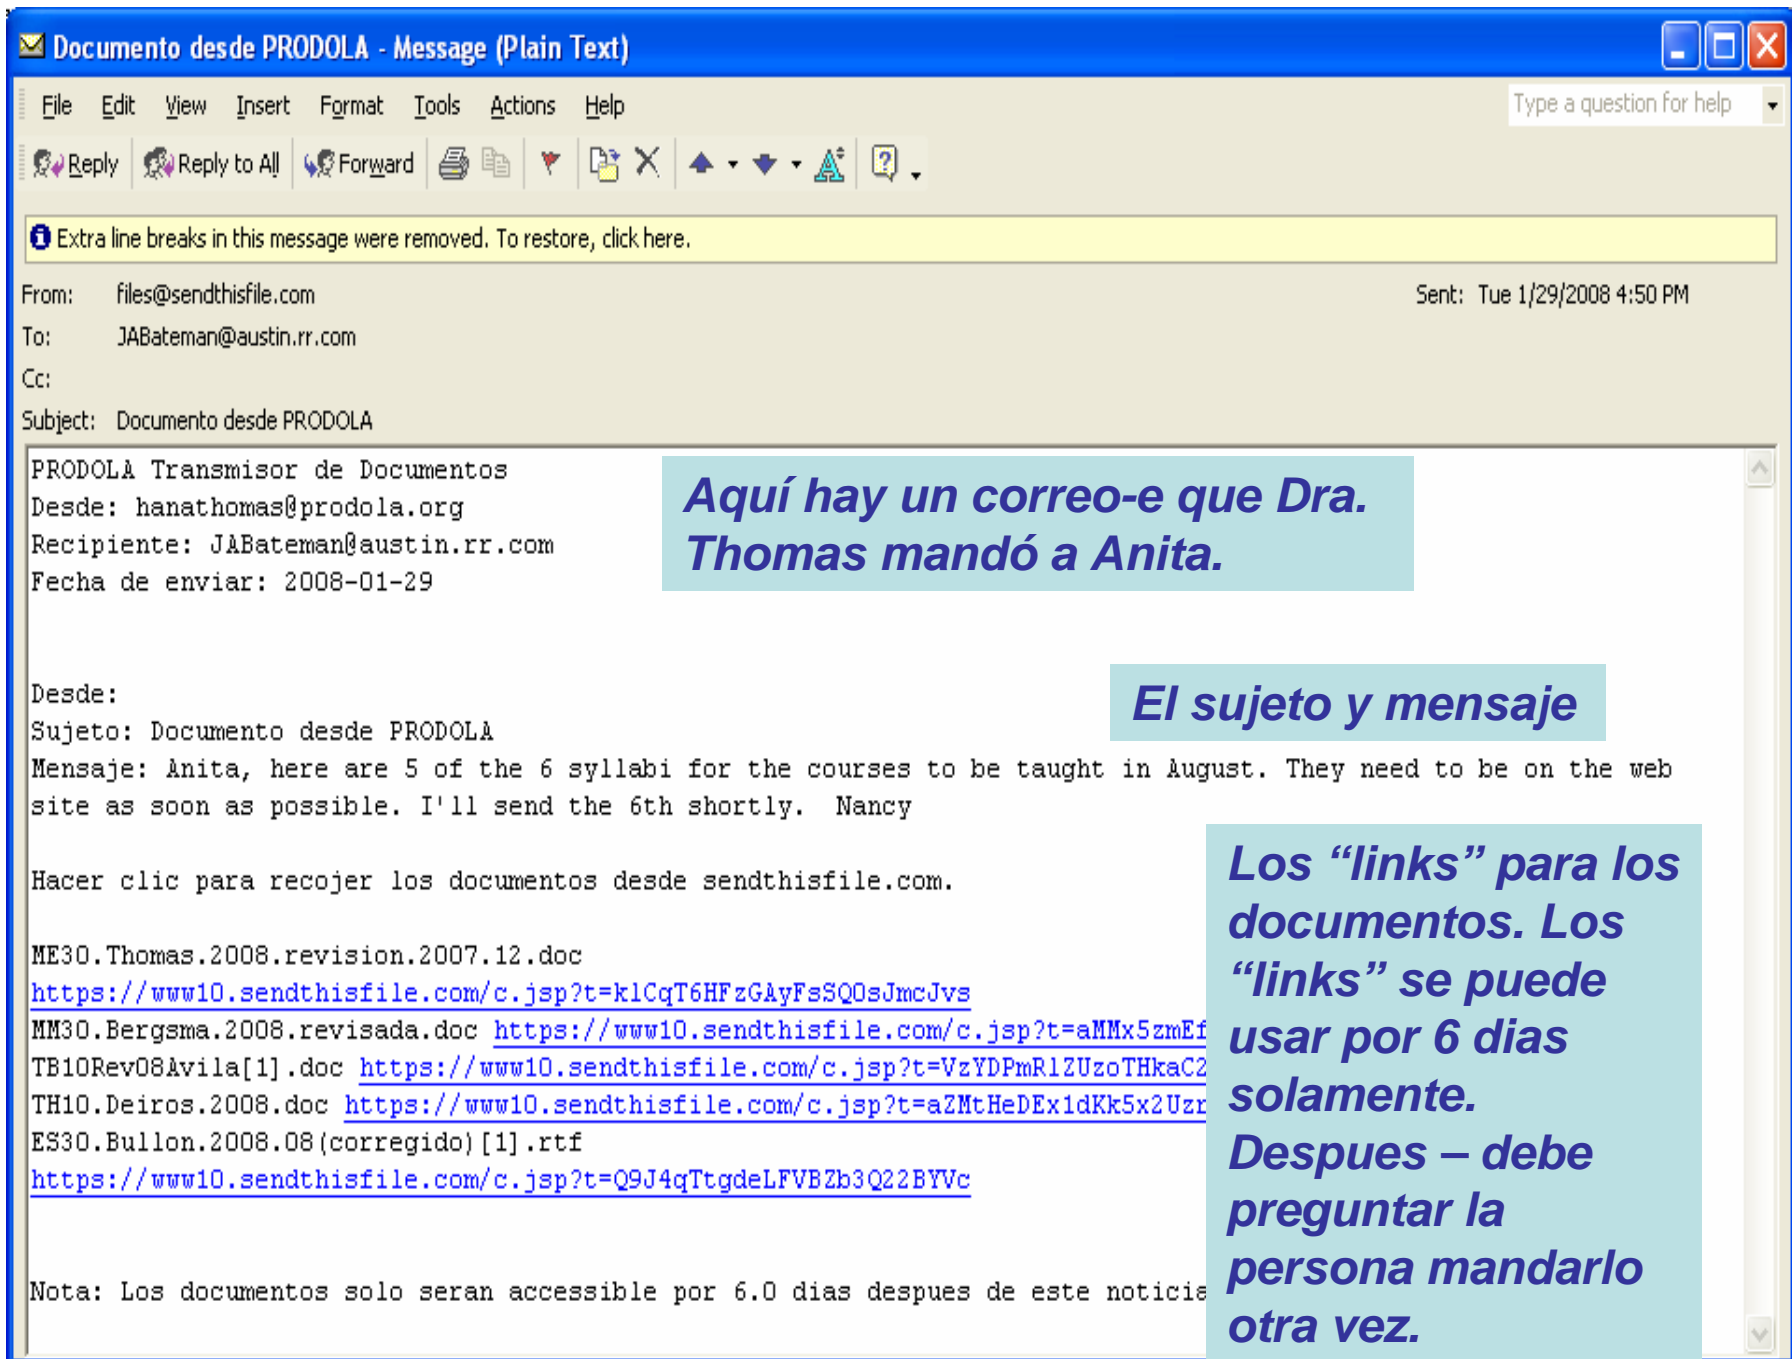 Documento desde PRODOLA - Message (Plain Text)
File Edit View Insert Format Tools Actions Help
Type a question for help
Reply Reply to All Forward
Extra line breaks in this message were removed. To restore, click here.
From: files@sendthisfile.com
Sent: Tue 1/29/2008 4:50 PM
To: JABateman@austin.rr.com
Cc:
Subject: Documento desde PRODOLA
PRODOLA Transmisor de Documentos
Desde: hanathomas@prodola.org
Recipiente: JABateman@austin.rr.com
Fecha de enviar: 2008-01-29
Aquí hay un correo-e que Dra.
Thomas mandó a Anita.
Desde:
Sujeto: Documento desde PRODOLA
El sujeto y mensaje
Mensaje: Anita, here are 5 of the 6 syllabi for the courses to be taught in August. They need to be on the web
site as soon as possible. I'll send the 6th shortly.  Nancy
Hacer clic para recojer los documentos desde sendthisfile.com.
ME30.Thomas.2008.revision.2007.12.doc
https://www10.sendthisfile.com/c.jsp?t=klCqT6HFzGAyFsSQOsJmcJvs
MM30.Bergsma.2008.revisada.doc https://www10.sendthisfile.com/c.jsp?t=aMMx5zmEf
TB10Rev08Avila[1].doc https://www10.sendthisfile.com/c.jsp?t=VzYDPmRlZUzoTHkaC2
TH10.Deiros.2008.doc https://www10.sendthisfile.com/c.jsp?t=aZMtHeDEx1dKk5x2Uzr
ES30.Bullon.2008.08(corregido)[1].rtf
https://www10.sendthisfile.com/c.jsp?t=Q9J4qTtgdeLFVBZb3Q22BYVc
Nota: Los documentos solo seran accessible por 6.0 dias despues de este noticia
Los “links” para los
documentos. Los
“links” se puede
usar por 6 dias
solamente.
Despues – debe
preguntar la
persona mandarlo
otra vez.